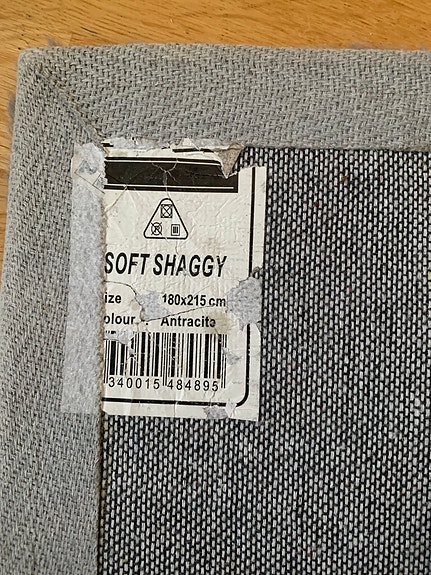 SOFT SHAGGY
ize 180x215 cm
olour : Antracite
340015 484895